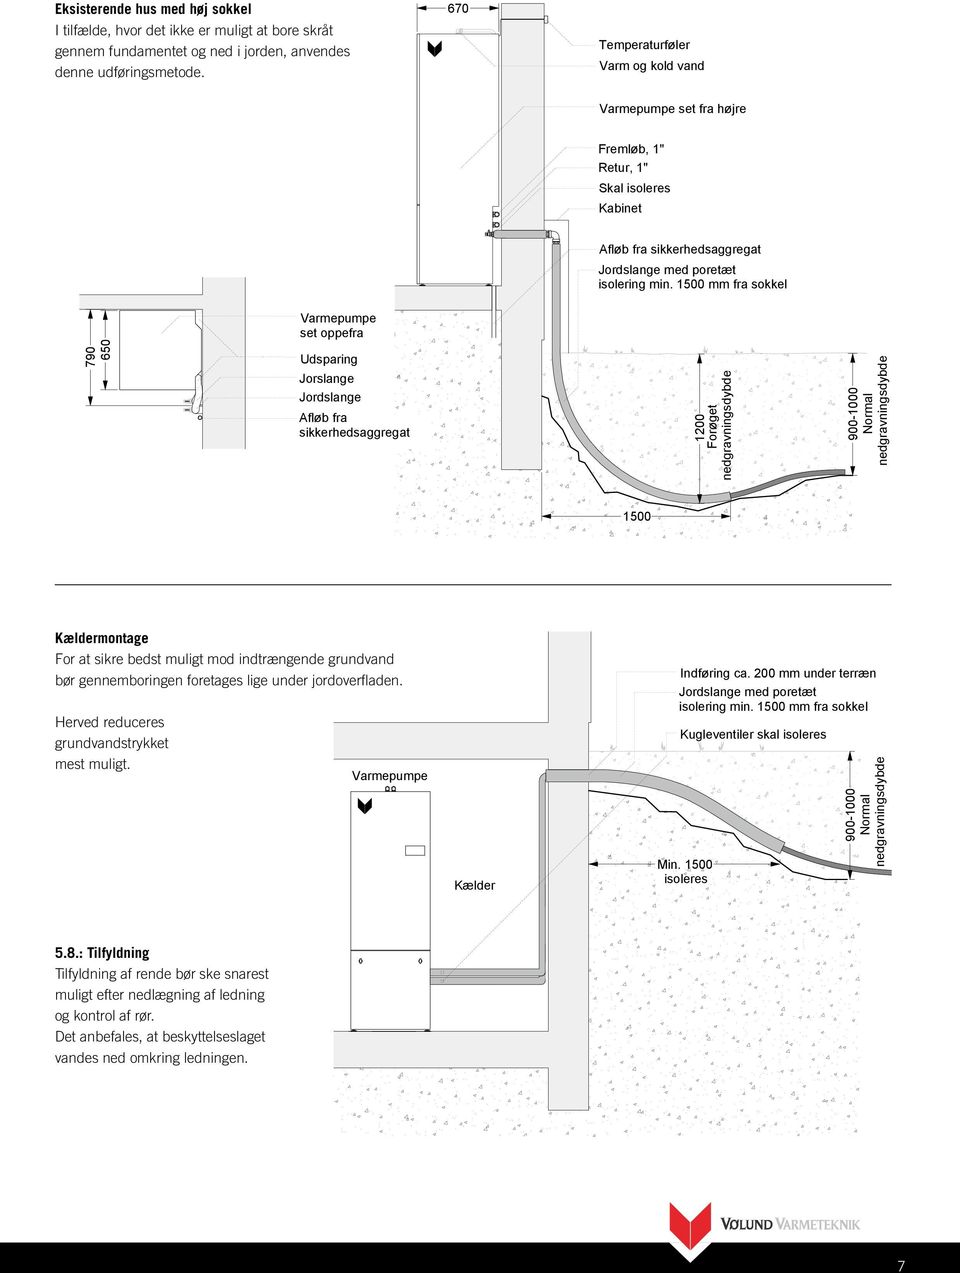 Eksisterende hus med høj sokkel
I tilfælde, hvor det ikke er muligt at bore skråt
gennem fundamentet og ned i jorden, anvendes
denne udføringsmetode.
670
Temperaturføler
Varm og kold vand
Varmepumpe set fra højre
Fremløb, 1"
Retur, 1"
Skal isoleres
Kabinet
Afløb fra sikkerhedsaggregat
Jordslange med poretæt
isolering min. 1500 mm fra sokkel
790
650
Varmepumpe
set oppefra
Udsparing
Jorslange
Jordslange
Afløb fra
sikkerhedsaggregat
1200
Forøget
nedgravningsdybde
900-1000
Normal
nedgravningsdybde
1500
Kældermontage
For at sikre bedst muligt mod indtrængende grundvand
bør gennemboringen foretages lige under jordoverfladen.
Herved reduceres
grundvandstrykket
mest muligt.
Varmepumpe
Kælder
Indføring ca. 200 mm under terræn
Jordslange med poretæt
isolering min. 1500 mm fra sokkel
Kugleventiler skal isoleres
900-1000
Normal
nedgravningsdybde
Min. 1500
isoleres
5.8.: Tilfyldning
Tilfyldning af rende bør ske snarest
muligt efter nedlægning af ledning
og kontrol af rør.
Det anbefales, at beskyttelseslaget
vandes ned omkring ledningen.
VØLUND VARMETEKNIK
7